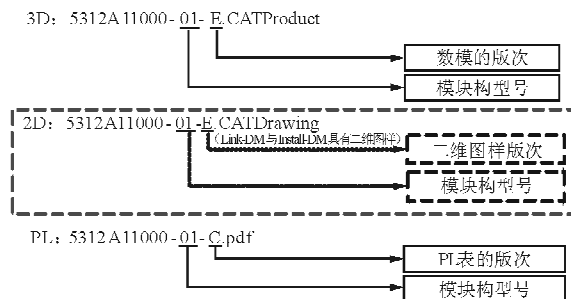 3D：5312A11000-01-E.CATProduct
数模的版次
模块构型号
2D：5312A11000-01-E.CATDrawing
（Link-DM与Install-DM具有二维图样）
二维图样版次
模块构型号
PL：5312A11000-01-C.pdf
PL表的版次
模块构型号